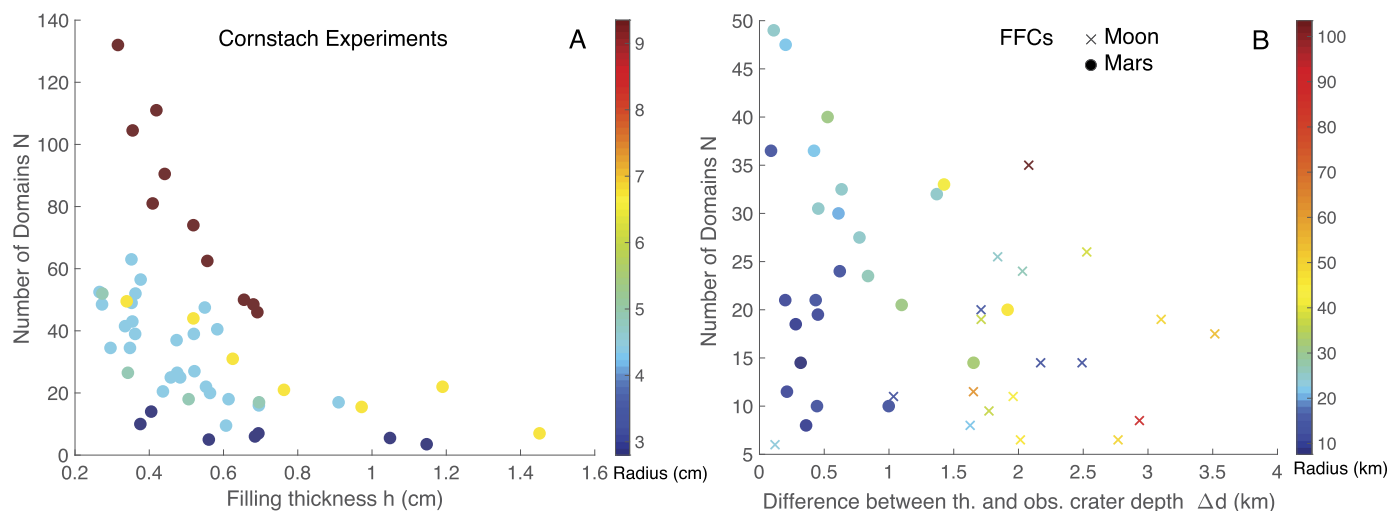 Cornstach Experiments
A
140
120
100
80
60
40
20
0
0.2 0.4 0.6 0.8 1 1.2 1.4 1.6
Number of Domains N
Filling thickness h (cm)
9
8
7
6
5
4
3
Radius (cm)
FFCs
× Moon
Mars
B
50
45
40
35
30
25
20
15
10
5
0 0.5 1 1.5 2 2.5 3 3.5 4
Number of Domains N
Difference between th. and obs. crater depth Δd (km)
100
90
80
70
60
50
40
30
20
10
Radius (km)